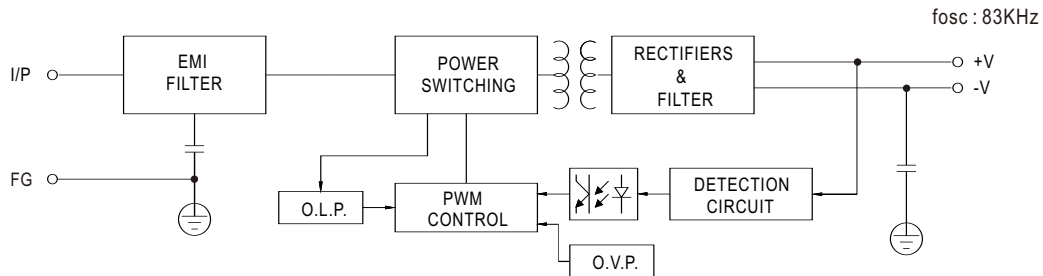 fosc : 83KHz
I/P
EMI
FILTER
POWER
SWITCHING
RECTIFIERS
&
FILTER
+V
-V
FG
O.L.P.
PWM
CONTROL
DETECTION
CIRCUIT
O.V.P.